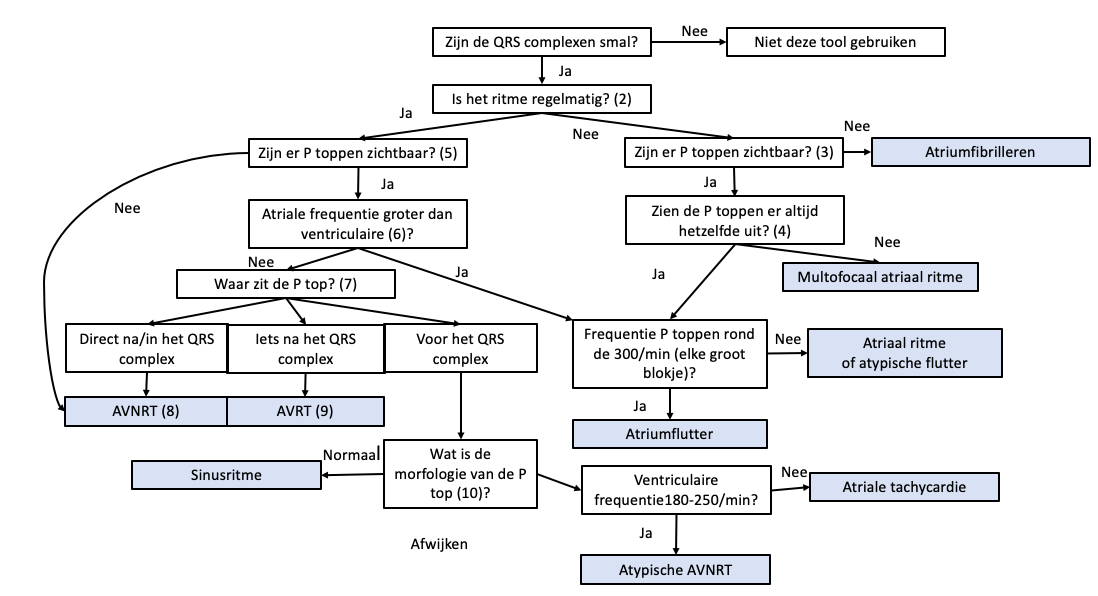 Zijn de QRS complexen smal?
Nee
Niet deze tool gebruiken
Ja
Is het ritme regelmatig? (2)
Ja
Nee
Nee
Zijn er P toppen zichtbaar? (5)
Zijn er P toppen zichtbaar? (3)
Atriumfibrilleren
Ja
Ja
Nee
Atriale frequentie groter dan
ventriculaire (6)?
Zien de P toppen er altijd
hetzelfde uit? (4)
Nee
Nee
Ja
Ja
Multofocaal atriaal ritme
Waar zit de P top? (7)
Direct na/in het QRS
complex
Iets na het QRS
complex
Voor het QRS
complex
Frequentie P toppen rond
de 300/min (elke groot
blokje)?
Nee
Atriaal ritme
of atypische flutter
AVNRT (8)
AVRT (9)
Ja
Atriumflutter
Normaal
Wat is de
morfologie van de P
top (10)?
Sinusritme
Ventriculaire
frequentie180-250/min?
Nee
Atriale tachycardie
Afwijken
Ja
Atypische AVNRT